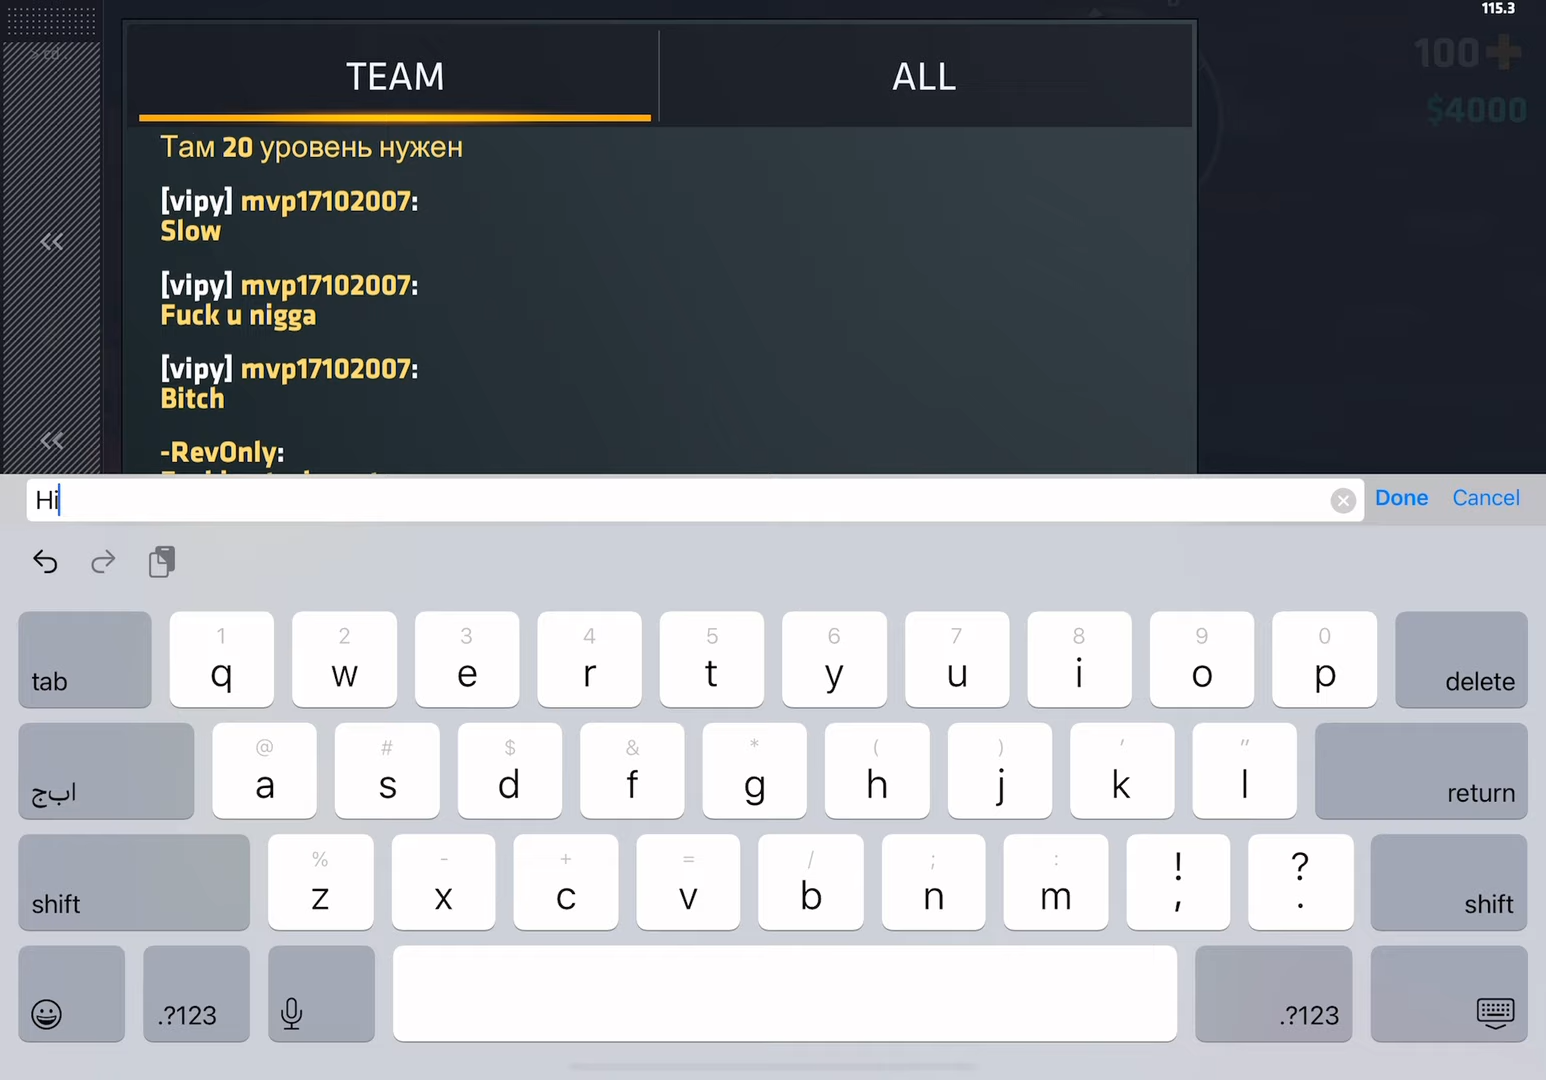 115.3
TEAM
ALL
100
$4000
Там 20 уровень нужен
[vipy] mvp17102007:
Slow
[vipy] mvp17102007:
Fuck u nigga
[vipy] mvp17102007:
Bitch
-RevOnly:
Hi
Done
Cancel
1 2 3 4 5 6 7 8 9 0
tab q w e r t y u i o p delete
@ # $ & * ( ) ' "
ابج a s d f g h j k l return
% - + = / ; : ! ?
shift z x c v b n m , . shift
.?123 .?123